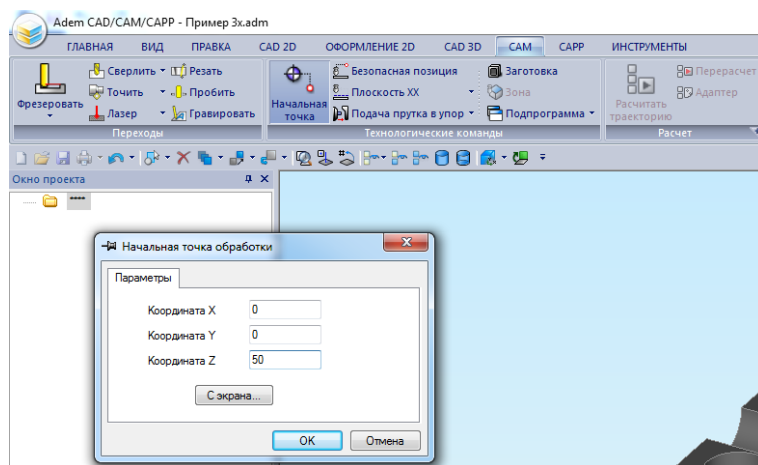 Adem CAD/CAM/CAPP - Пример 3x.adm
ГЛАВНАЯ ВИД ПРАВКА CAD 2D ОФОРМЛЕНИЕ 2D CAD 3D CAM CAPP ИНСТРУМЕНТЫ
Фрезеровать
Сверлить Резать
Точить Пробить
Лазер Гравировать
Переходы
Начальная
точка
Безопасная позиция Заготовка
Плоскость XX Зона
Подача прутка в упор Подпрограмма
Технологические команды
Расчитать
траекторию
Перерасчет
Адаптер
Расчет
Окно проекта
****
Начальная точка обработки
Параметры
Координата X 0
Координата Y 0
Координата Z 50
С экрана...
OK Отмена